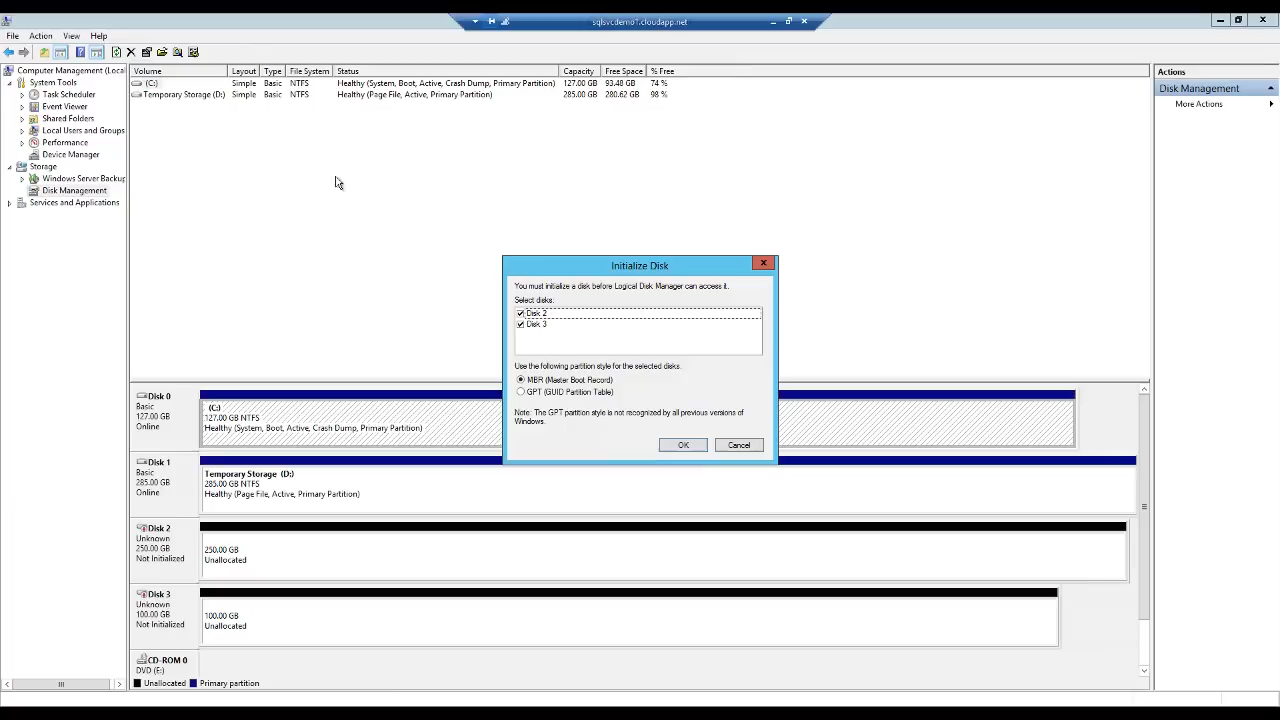 sqlsvcdemo1.cloudapp.net
File Action View Help
Computer Management (Local
System Tools
Task Scheduler
Event Viewer
Shared Folders
Local Users and Groups
Performance
Device Manager
Storage
Windows Server Backup
Disk Management
Services and Applications
Volume Layout Type File System Status Capacity Free Space % Free
(C:) Simple Basic NTFS Healthy (System, Boot, Active, Crash Dump, Primary Partition) 127.00 GB 93.48 GB 74 %
Temporary Storage (D:) Simple Basic NTFS Healthy (Page File, Active, Primary Partition) 285.00 GB 280.62 GB 98 %
Actions
Disk Management
More Actions
Initialize Disk
You must initialize a disk before Logical Disk Manager can access it.
Select disks:
Disk 2
Disk 3
Use the following partition style for the selected disks.
MBR (Master Boot Record)
GPT (GUID Partition Table)
Note: The GPT partition style is not recognized by all previous versions of
Windows.
OK Cancel
Disk 0
Basic
127.00 GB
Online
(C:)
127.00 GB NTFS
Healthy (System, Boot, Active, Crash Dump, Primary Partition)
Disk 1
Basic
285.00 GB
Online
Temporary Storage (D:)
285.00 GB NTFS
Healthy (Page File, Active, Primary Partition)
Disk 2
Unknown
250.00 GB
Not Initialized
250.00 GB
Unallocated
Disk 3
Unknown
100.00 GB
Not Initialized
100.00 GB
Unallocated
CD-ROM 0
DVD (E:)
Unallocated Primary partition